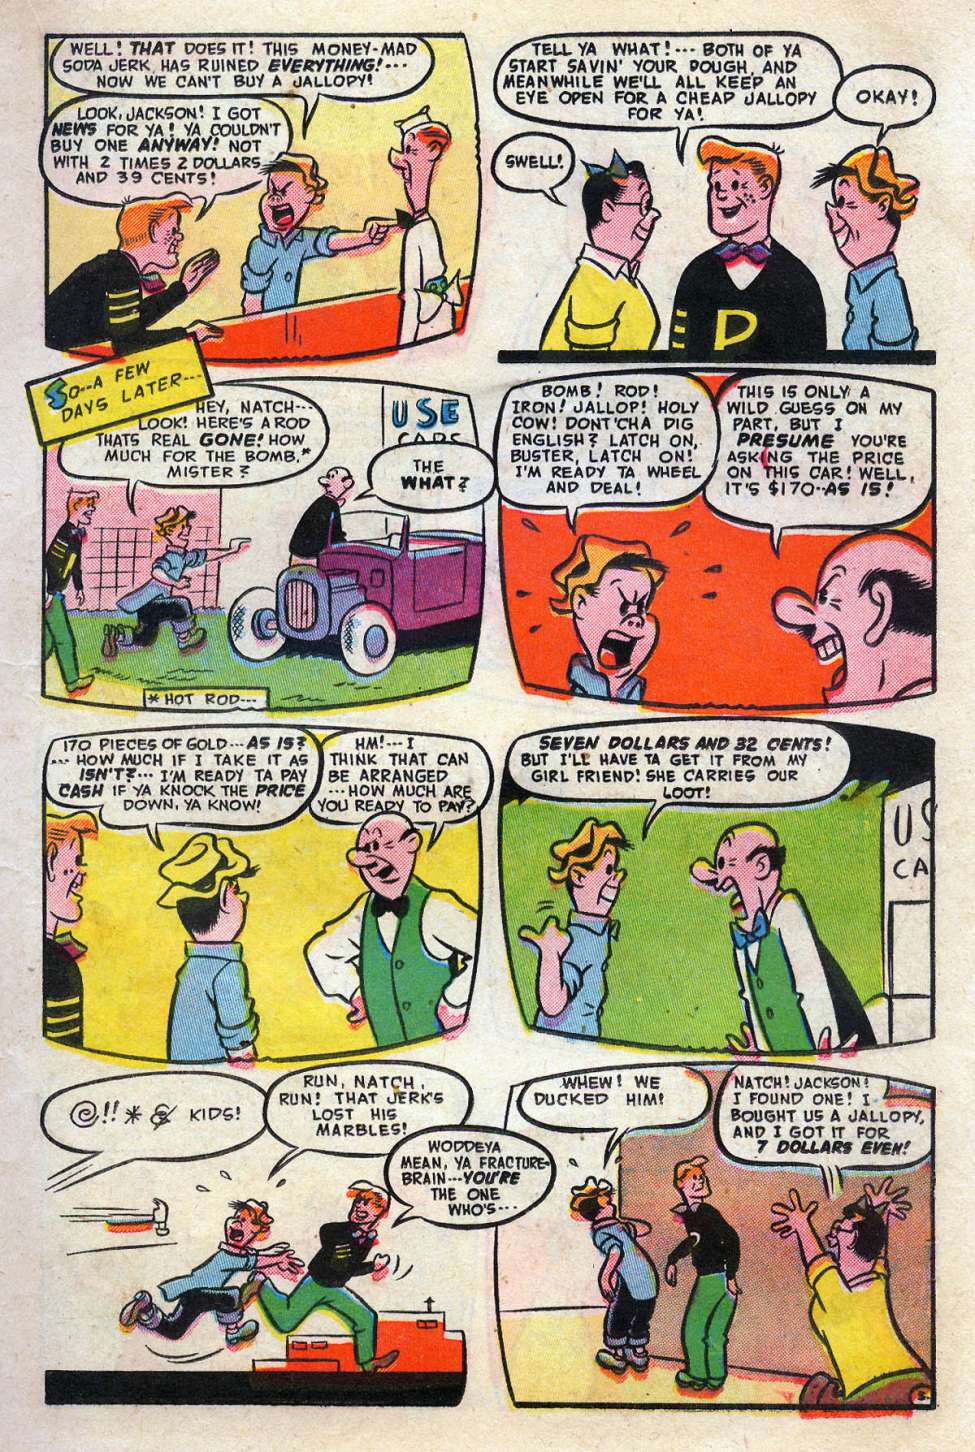 WELL! THAT DOES IT! THIS MONEY-MAD
SODA JERK, HAS RUINED EVERYTHING!...
NOW WE CAN'T BUY A JALLOPY!
LOOK, JACKSON! I GOT
NEWS FOR YA! YA COULDN'T
BUY ONE ANYWAY! NOT
WITH 2 TIMES 2 DOLLARS
AND 39 CENTS!
TELL YA WHAT!... BOTH OF YA
START SAVIN' YOUR DOUGH, AND
MEANWHILE WE'LL ALL KEEP AN
EYE OPEN FOR A CHEAP JALLOPY
FOR YA!
SWELL!
OKAY!
P
SO--A FEW
DAYS LATER---
HEY, NATCH---
LOOK! HERE'S A ROD
THATS REAL GONE! HOW
MUCH FOR THE BOMB,*
MISTER?
USE
CARS
THE
WHAT?
* HOT ROD---
BOMB! ROD!
IRON! JALLOP! HOLY
COW! DONT'CHA DIG
ENGLISH? LATCH ON,
BUSTER, LATCH ON!
I'M READY TA WHEEL
AND DEAL!
THIS IS ONLY A
WILD GUESS ON MY
PART, BUT I
PRESUME YOU'RE
ASKING THE PRICE
ON THIS CAR! WELL,
IT'S $170--AS IS!
170 PIECES OF GOLD---AS IS?
... HOW MUCH IF I TAKE IT AS
ISN'T?--- I'M READY TA PAY
CASH IF YA KNOCK THE PRICE
DOWN, YA KNOW!
HM!--- I
THINK THAT CAN
BE ARRANGED
---HOW MUCH ARE
YOU READY TO PAY?
SEVEN DOLLARS AND 32 CENTS!
BUT I'LL HAVE TA GET IT FROM MY
GIRL FRIEND! SHE CARRIES OUR
LOOT!
US
CA
@!! * & KIDS!
RUN, NATCH,
RUN! THAT JERK'S
LOST HIS
MARBLES!
WODDEYA
MEAN, YA FRACTURE-
BRAIN---YOU'RE
THE ONE
WHO'S---
WHEW! WE
DUCKED HIM!
NATCH! JACKSON!
I FOUND ONE! I
BOUGHT US A JALLOPY,
AND I GOT IT FOR
7 DOLLARS EVEN!